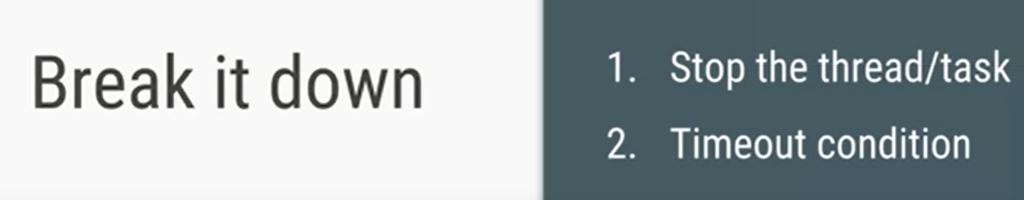 Break it down
1. Stop the thread/task
2. Timeout condition